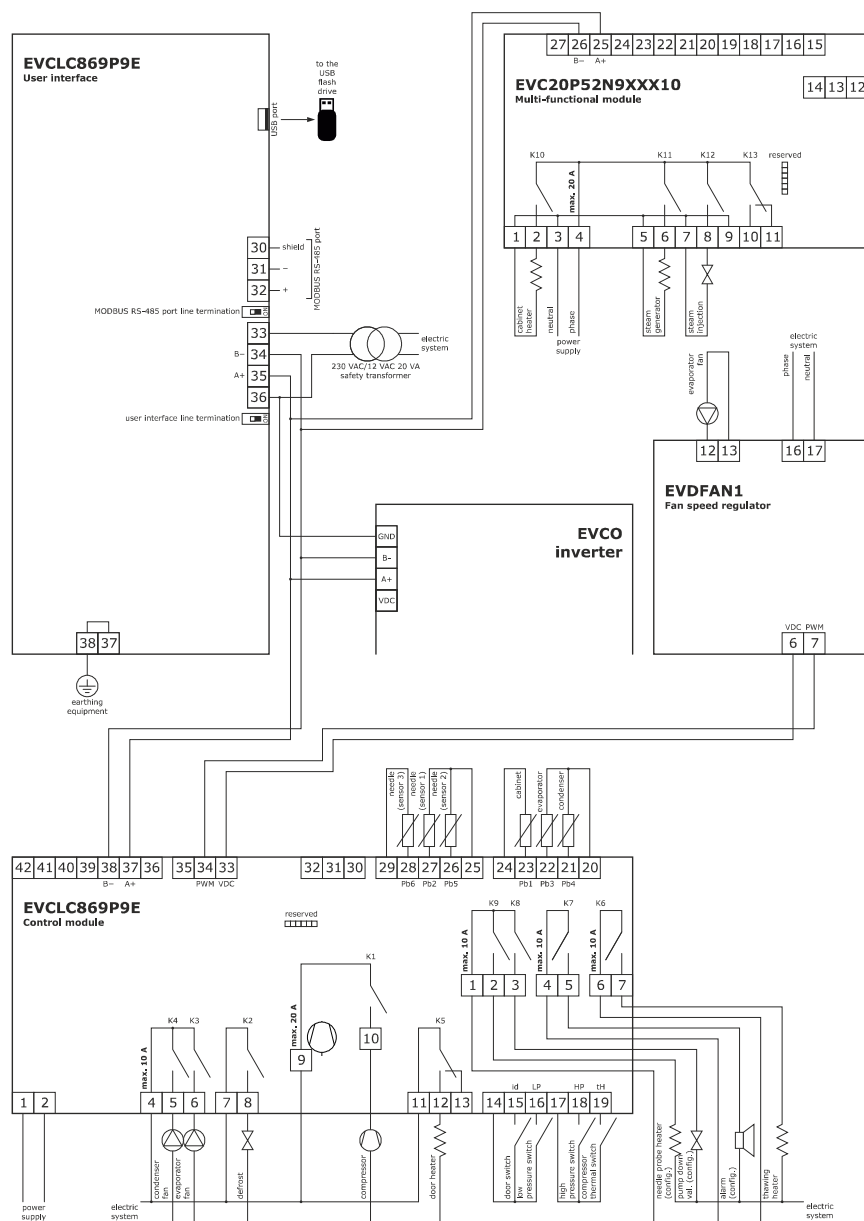 EVCLC869P9E
User interface
to the
USB
flash
drive
USB port
30
shield
31
−
32
+
MODBUS RS-485 port
MODBUS RS-485 port line termination
ON
33
B−
34
A+
35
36
user interface line termination
ON
230 VAC/12 VAC 20 VA
safety transformer
electric
system
38 37
earthing
equipment
27 26 25 24 23 22 21 20 19 18 17 16 15
B− A+
EVC20P52N9XXX10
Multi-functional module
14 13 12
K10 K11 K12 K13 reserved
max. 20 A
1 2 3 4 5 6 7 8 9 10 11
cabinet
heater
neutral
phase
power
supply
steam
generator
steam
injection
evaporator
fan
electric
system
phase
neutral
12 13 16 17
EVDFAN1
Fan speed regulator
VDC PWM
6 7
EVCO
inverter
GND
B−
A+
VDC
needle
(sensor 3)
needle
(sensor 1)
needle
(sensor 2)
cabinet
evaporator
condenser
42 41 40 39 38 37 36 35 34 33 32 31 30 29 28 27 26 25 24 23 22 21 20
B− A+ PWM VDC Pb6 Pb2 Pb5 Pb1 Pb3 Pb4
EVCLC869P9E
Control module
reserved
K9 K8 K7 K6
max. 10 A
max. 10 A
max. 10 A
1 2 3 4 5 6 7
K1
max. 20 A
9
10
K4 K3 K2 K5
max. 10 A
id LP HP tH
1 2 4 5 6 7 8 11 12 13 14 15 16 17 18 19
power
supply
electric
system
condenser
fan
evaporator
fan
defrost
compressor
door heater
door switch
low
pressure switch
high
pressure switch
compressor
thermal switch
needle probe heater
(config.)
pump down
val. (config.)
alarm
(config.)
thawing
heater
electric
system